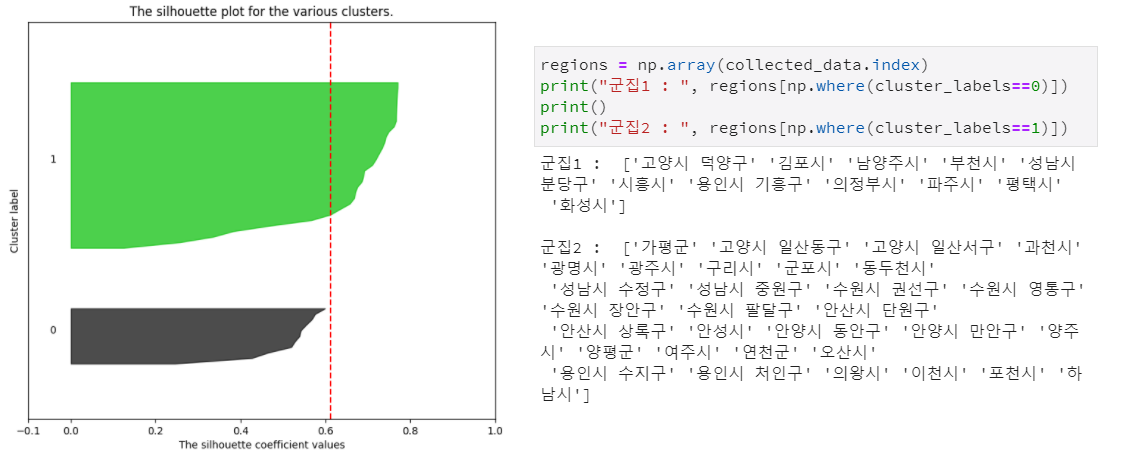 The silhouette plot for the various clusters.
Cluster label
1
0
−0.1 0.0 0.2 0.4 0.6 0.8 1.0
The silhouette coefficient values
regions = np.array(collected_data.index)
print("군집1 : ", regions[np.where(cluster_labels==0)])
print()
print("군집2 : ", regions[np.where(cluster_labels==1)])
군집1 :  ['고양시 덕양구' '김포시' '남양주시' '부천시' '성남시
분당구' '시흥시' '용인시 기흥구' '의정부시' '파주시' '평택시'
'화성시']
군집2 :  ['가평군' '고양시 일산동구' '고양시 일산서구' '과천시'
'광명시' '광주시' '구리시' '군포시' '동두천시'
'성남시 수정구' '성남시 중원구' '수원시 권선구' '수원시 영통구'
'수원시 장안구' '수원시 팔달구' '안산시 단원구'
'안산시 상록구' '안성시' '안양시 동안구' '안양시 만안구' '양주
시' '양평군' '여주시' '연천군' '오산시'
'용인시 수지구' '용인시 처인구' '의왕시' '이천시' '포천시' '하
남시']